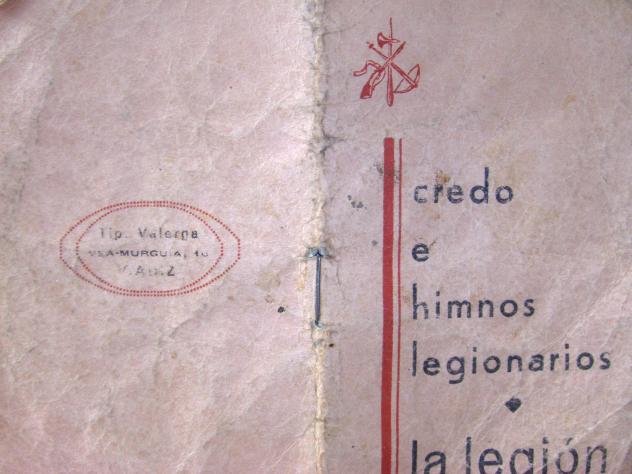 Tip. Valerga
VEA-MURGUIA,
credo
e
himnos
legionarios
la legión